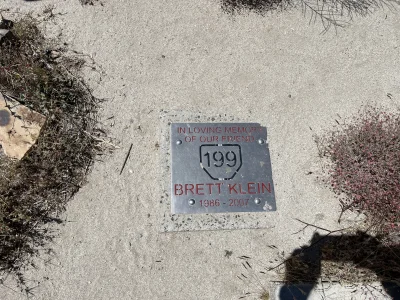 IN LOVING MEMORY
OF OUR FRIEND
199
BRETT KLEIN
1986 - 2007